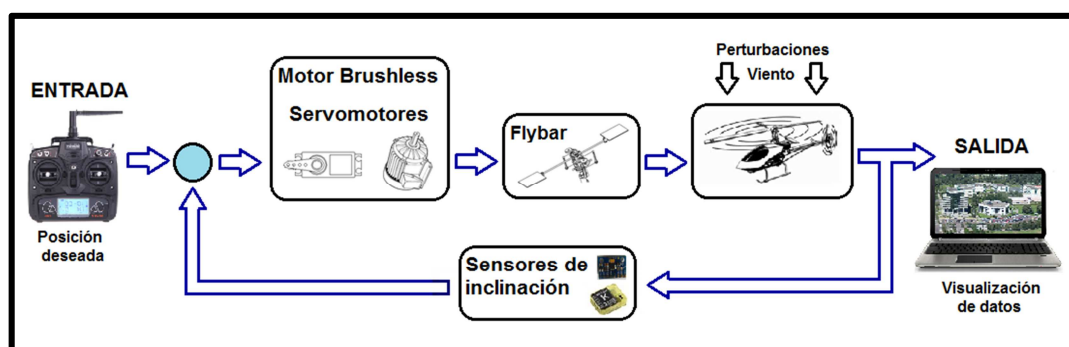 ENTRADA
Posición
deseada
Motor Brushless
Servomotores
Flybar
Perturbaciones
Viento
SALIDA
Visualización
de datos
Sensores de
inclinación